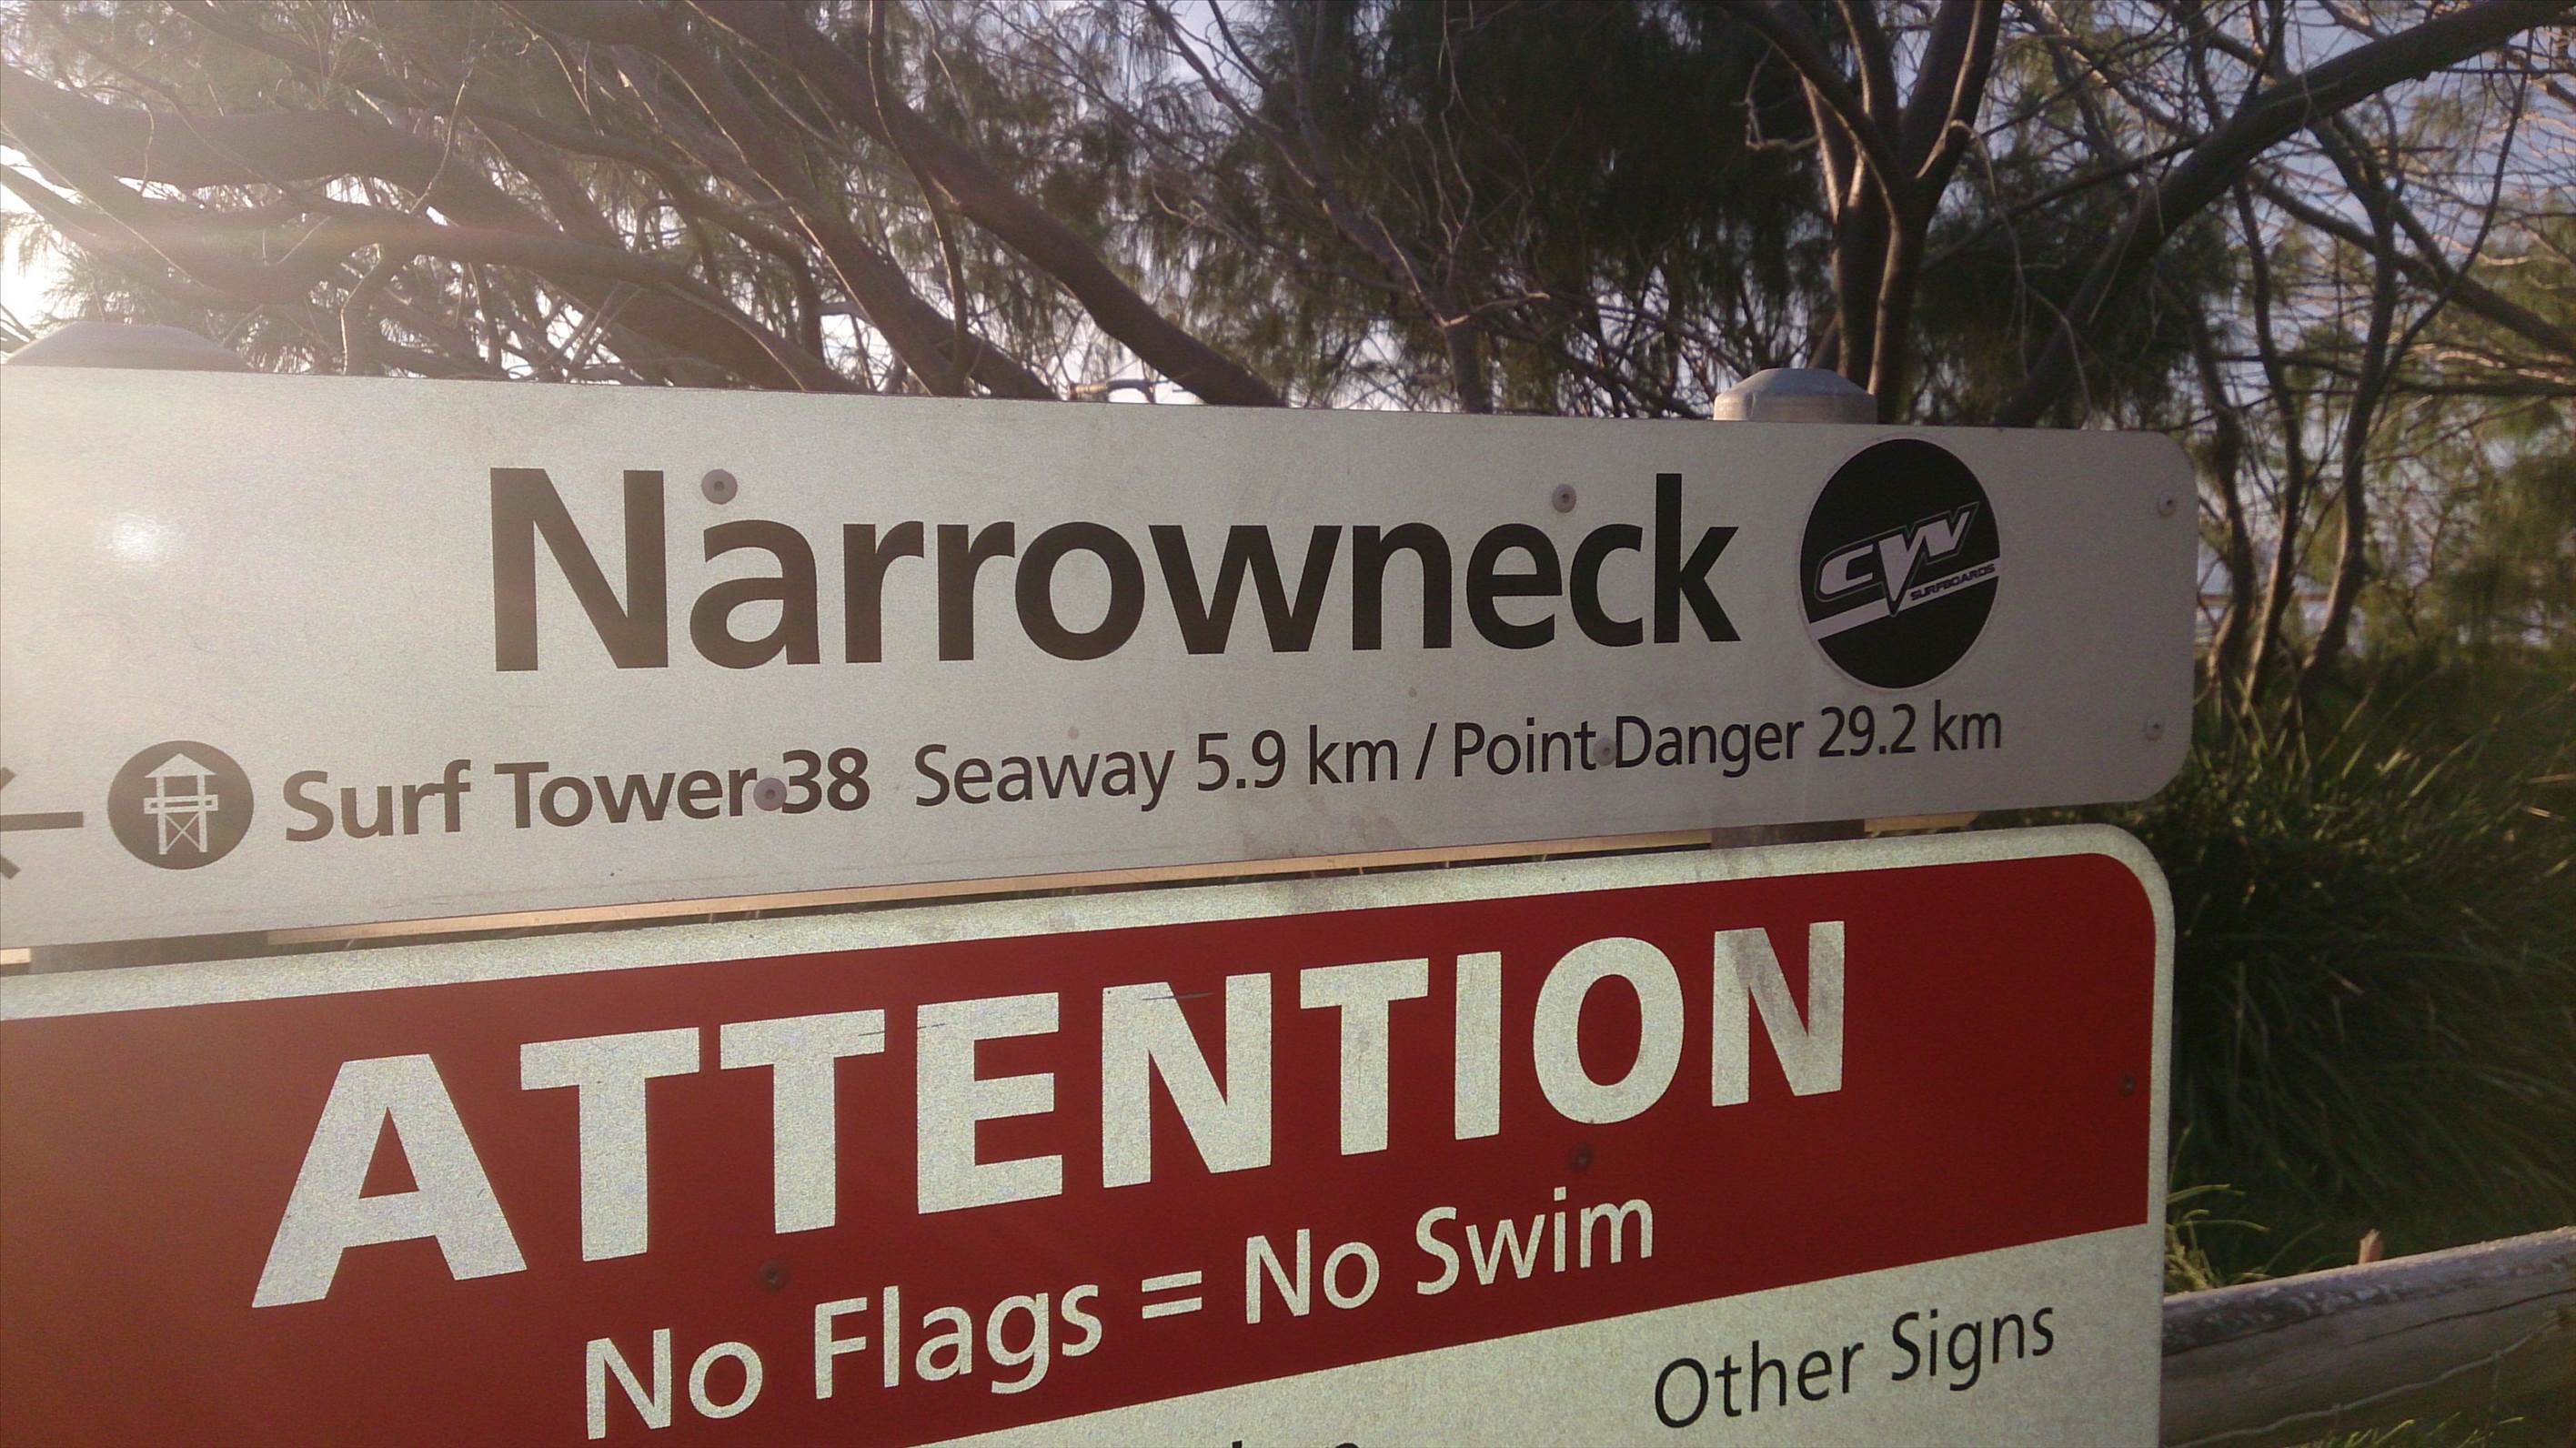 Narrowneck
CW
SURFBOARDS
Surf Tower 38 Seaway 5.9 km / Point Danger 29.2 km
ATTENTION
No Flags = No Swim
Other Signs